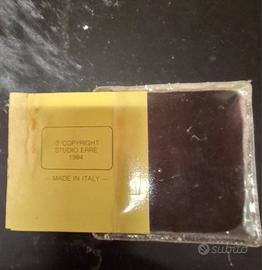 © COPYRIGHT
STUDIO ERRE
1984
— MADE IN ITALY —
subito